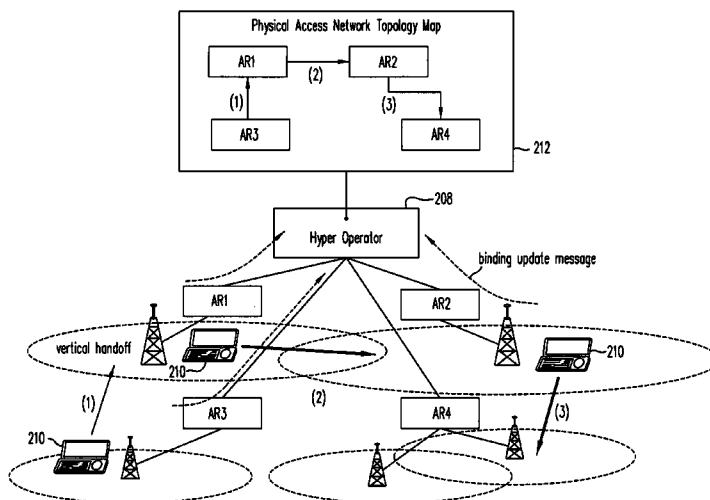 Physical Access Network Topology Map
AR1
(2)
AR2
(1)
(3)
AR3
AR4
212
208
Hyper Operator
binding update message
AR1
AR2
vertical handoff
210
210
(1)
(2)
(3)
AR3
AR4
210